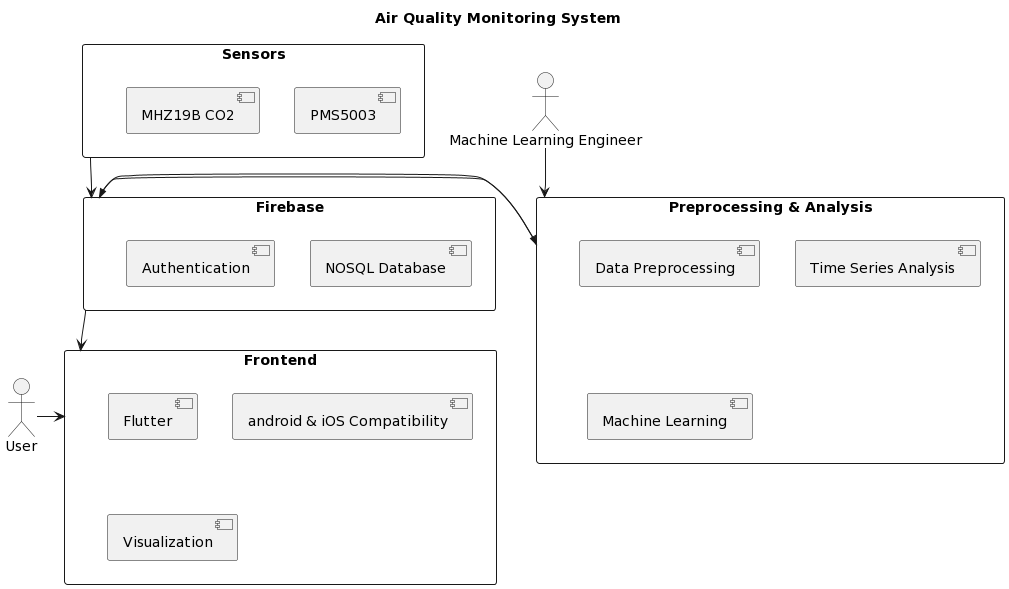 Air Quality Monitoring System
Sensors
MHZ19B CO2
PMS5003
Machine Learning Engineer
Firebase
Authentication
NOSQL Database
Preprocessing & Analysis
Data Preprocessing
Time Series Analysis
Machine Learning
Frontend
Flutter
android & iOS Compatibility
Visualization
User